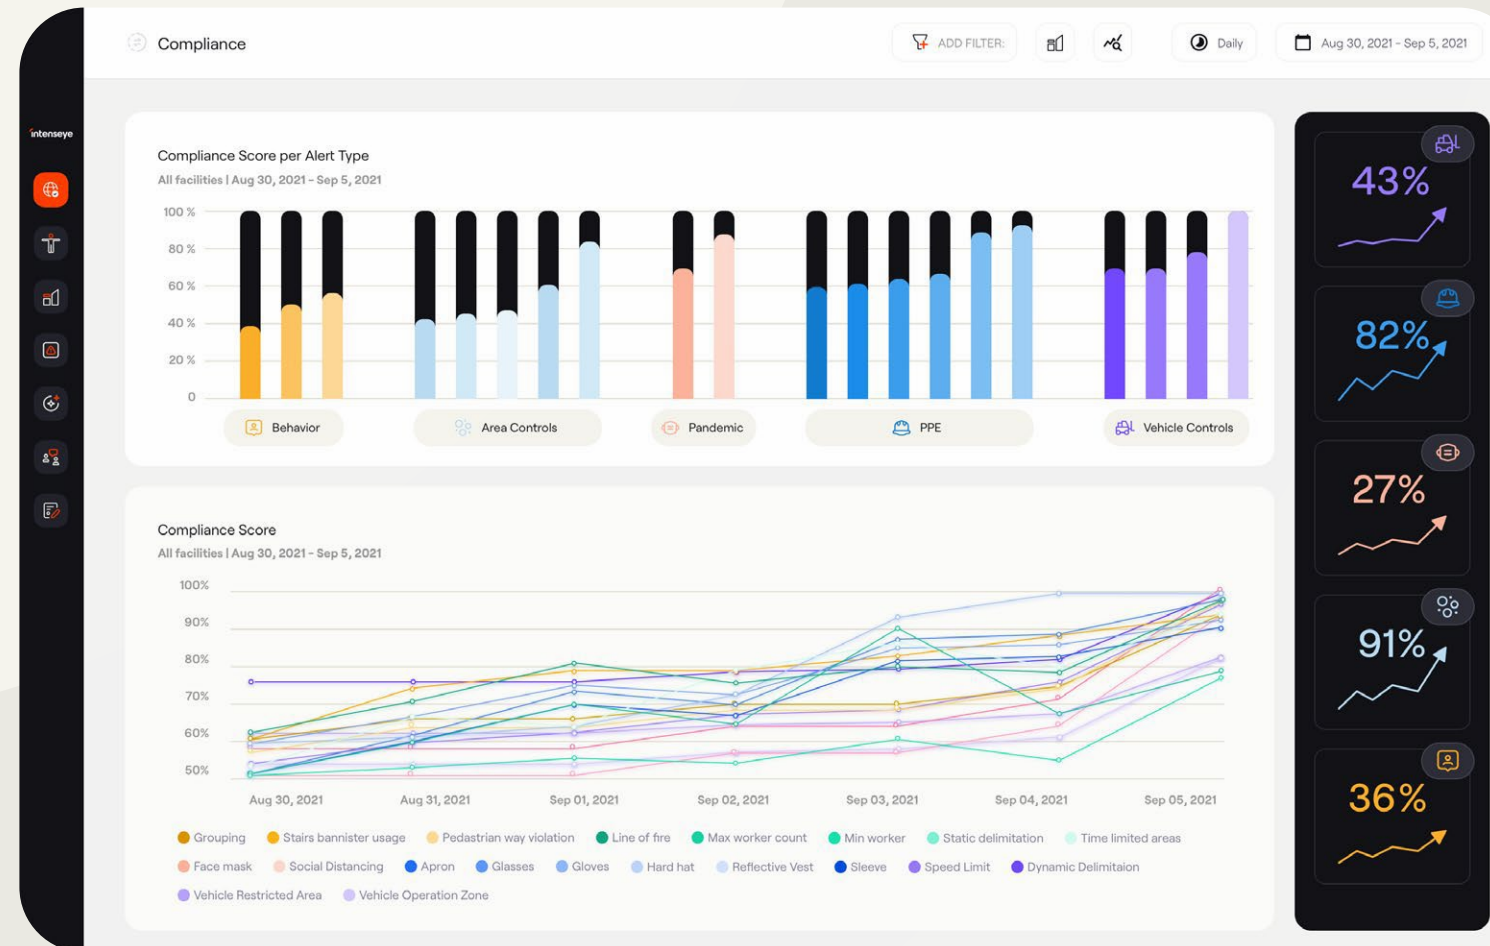 Compliance
ADD FILTER:
Daily
Aug 30, 2021 - Sep 5, 2021
intenseye
Compliance Score per Alert Type
All facilities | Aug 30, 2021 - Sep 5, 2021
100 %
80 %
60 %
40 %
20 %
0
Behavior
Area Controls
Pandemic
PPE
Vehicle Controls
Compliance Score
All facilities | Aug 30, 2021 - Sep 5, 2021
100%
90%
80%
70%
60%
50%
Aug 30, 2021 Aug 31, 2021 Sep 01, 2021 Sep 02, 2021 Sep 03, 2021 Sep 04, 2021 Sep 05, 2021
Grouping Stairs bannister usage Pedastrian way violation Line of fire Max worker count Min worker Static delimitation Time limited areas
Face mask Social Distancing Apron Glasses Gloves Hard hat Reflective Vest Sleeve Speed Limit Dynamic Delimitaion
Vehicle Restricted Area Vehicle Operation Zone
43%
82%
27%
91%
36%